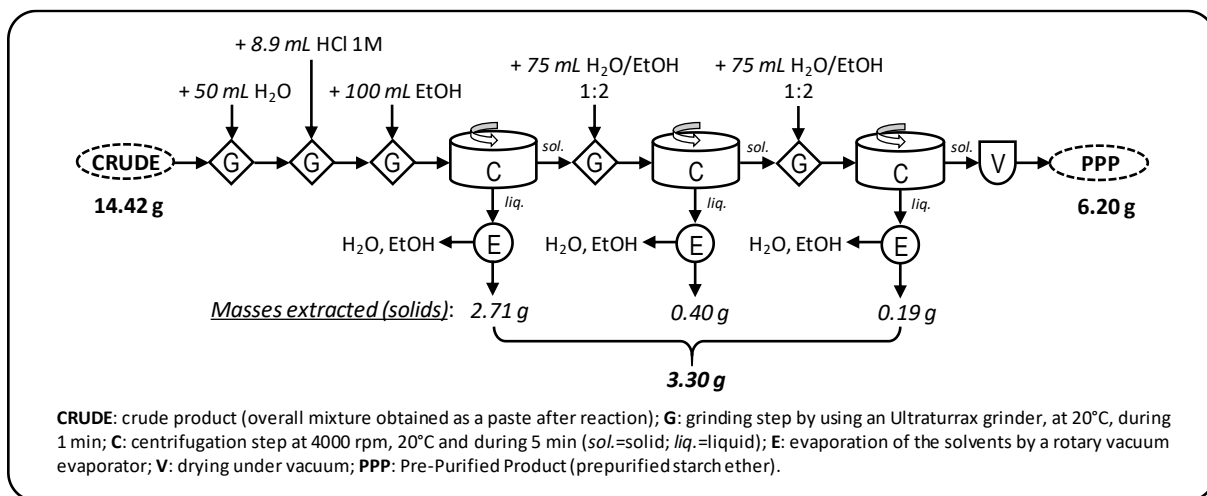 + 8.9 mL HCl 1M
+ 75 mL H₂O/EtOH
1:2
+ 75 mL H₂O/EtOH
1:2
+ 50 mL H₂O
+ 100 mL EtOH
CRUDE
G
G
G
C
sol.
G
C
sol.
G
C
sol.
V
PPP
14.42 g
6.20 g
liq.
liq.
liq.
H₂O, EtOH
E
H₂O, EtOH
E
H₂O, EtOH
E
Masses extracted (solids): 2.71 g
0.40 g
0.19 g
3.30 g
CRUDE: crude product (overall mixture obtained as a paste after reaction); G: grinding step by using an Ultraturrax grinder, at 20°C, during
1 min; C: centrifugation step at 4000 rpm, 20°C and during 5 min (sol.=solid; liq.=liquid); E: evaporation of the solvents by a rotary vacuum
evaporator; V: drying under vacuum; PPP: Pre-Purified Product (prepurified starch ether).